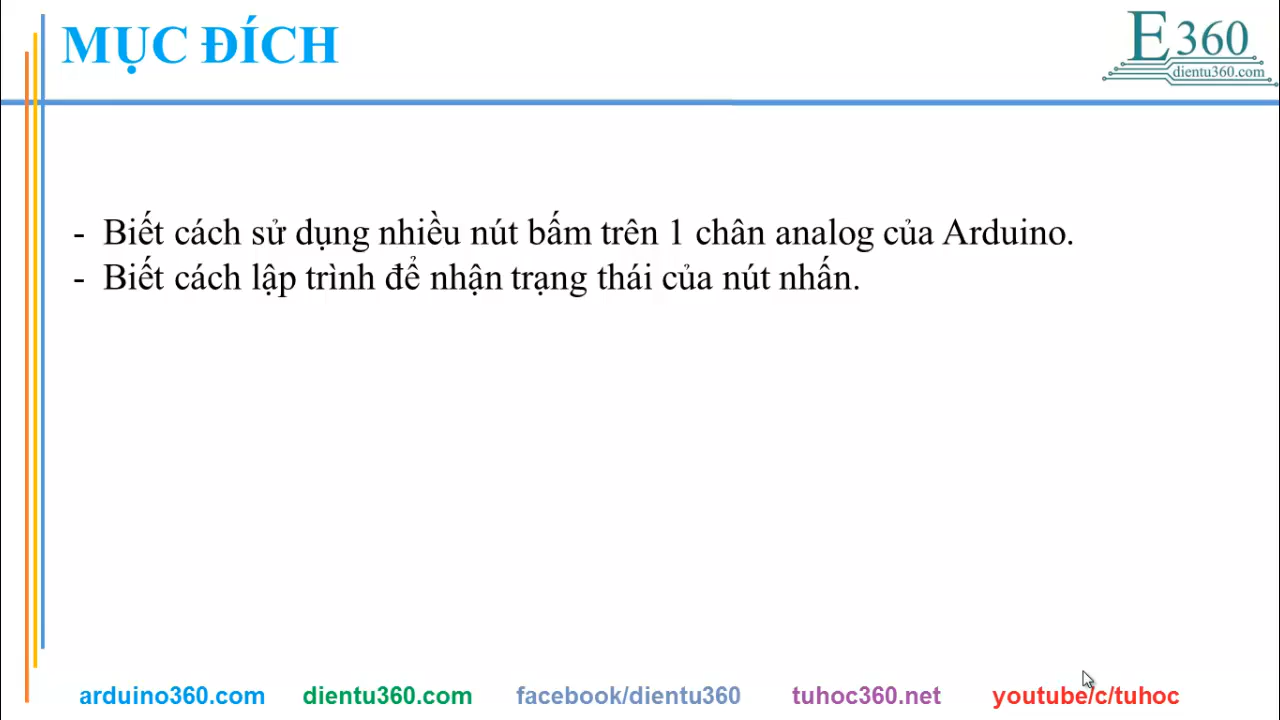 MỤC ĐÍCH
E360
dientu360.com
- Biết cách sử dụng nhiều nút bấm trên 1 chân analog của Arduino.
- Biết cách lập trình để nhận trạng thái của nút nhấn.
arduino360.com dientu360.com facebook/dientu360 tuhoc360.net youtube/c/tuhoc